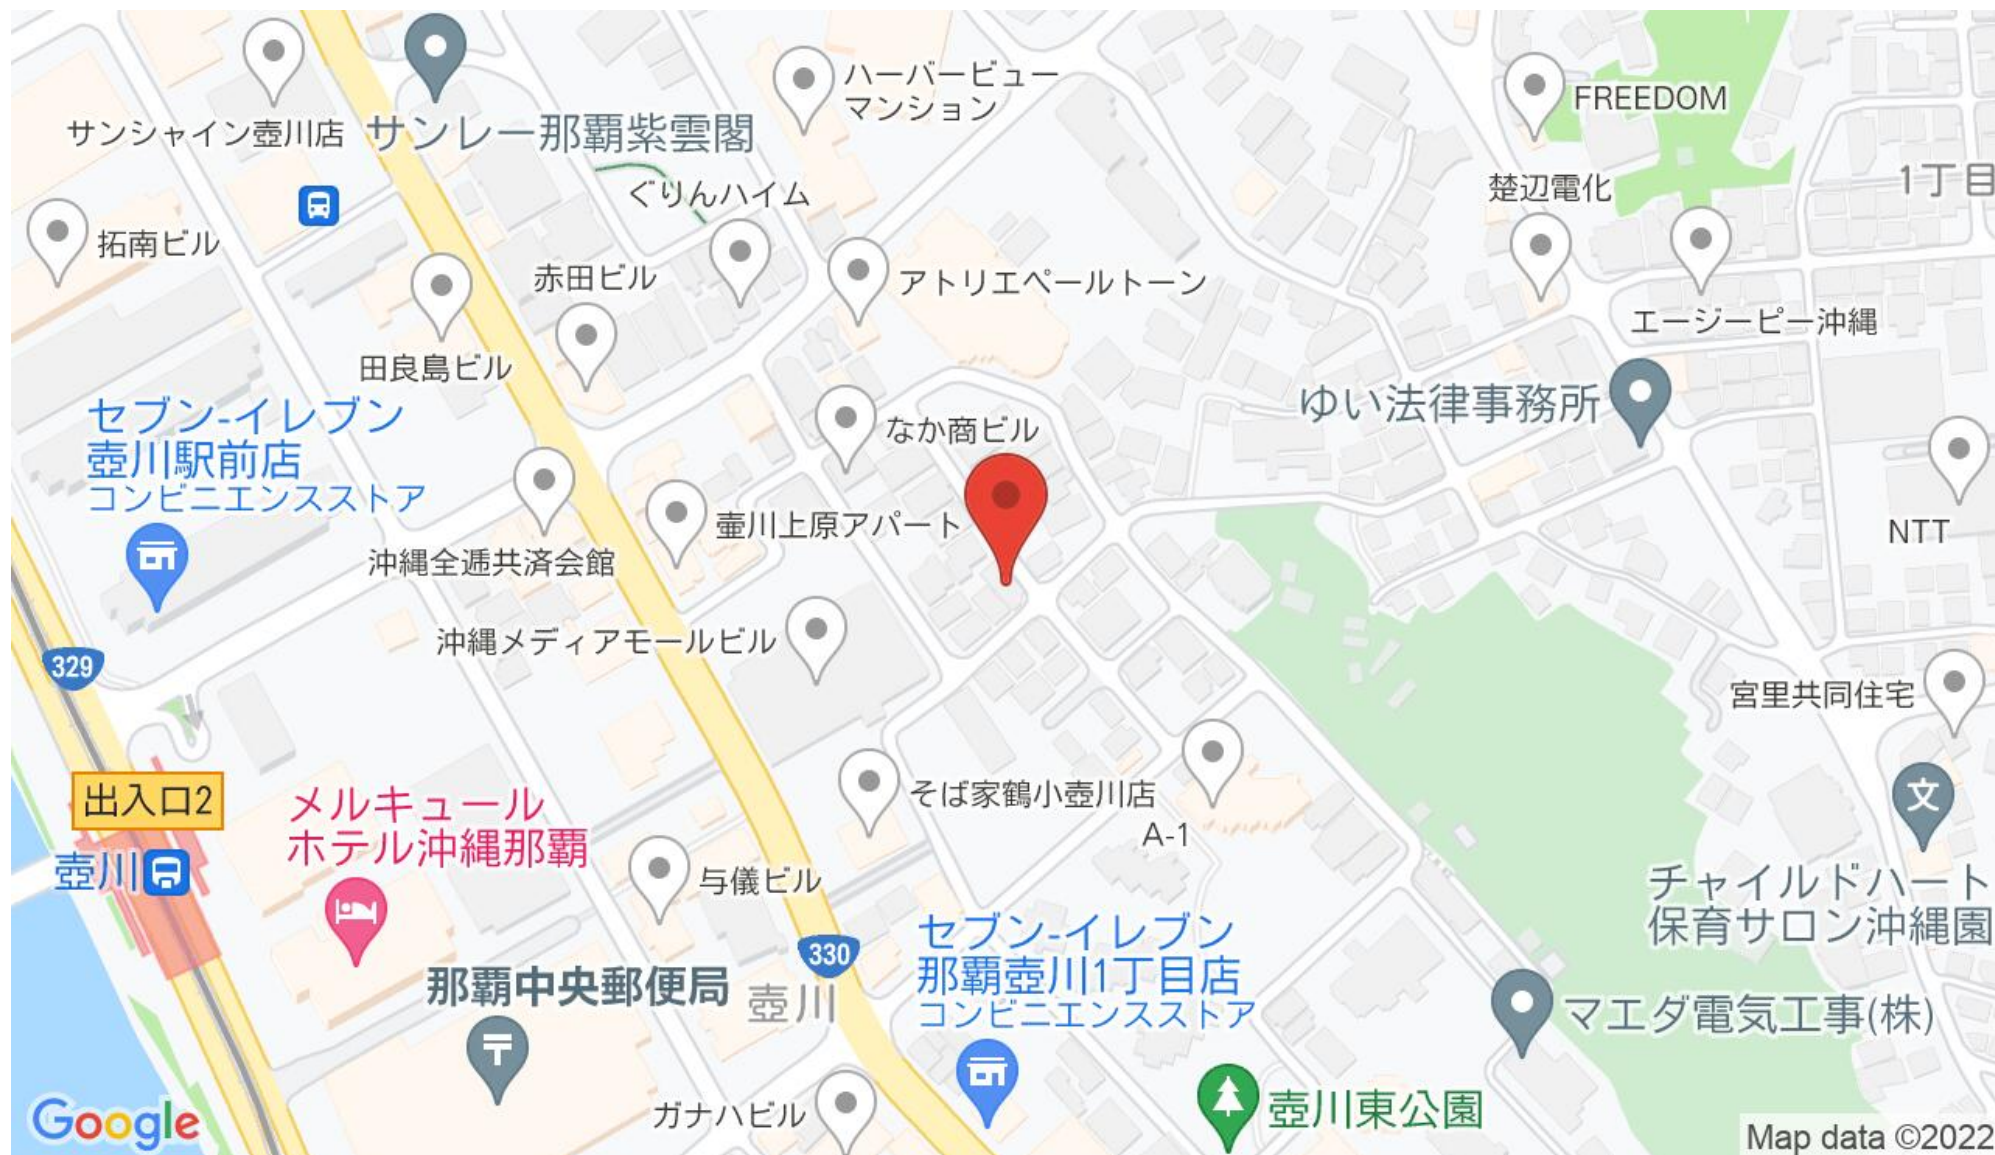 ハーバービュー
マンション
FREEDOM
サンシャイン壺川店
サンレー那覇紫雲閣
ぐりんハイム
楚辺電化
1丁目
拓南ビル
赤田ビル
アトリエペールトーン
エージーピー沖縄
田良島ビル
セブン-イレブン
壺川駅前店
コンビニエンスストア
なか商ビル
ゆい法律事務所
壷川上原アパート
NTT
沖縄全逓共済会館
沖縄メディアモールビル
329
宮里共同住宅
出入口2
壺川
メルキュール
ホテル沖縄那覇
そば家鶴小壺川店
A-1
文
与儀ビル
チャイルドハート
保育サロン沖縄園
330
セブン-イレブン
那覇壺川1丁目店
コンビニエンスストア
那覇中央郵便局
壺川
マエダ電気工事(株)
ガナハビル
壺川東公園
Google
Map data ©2022